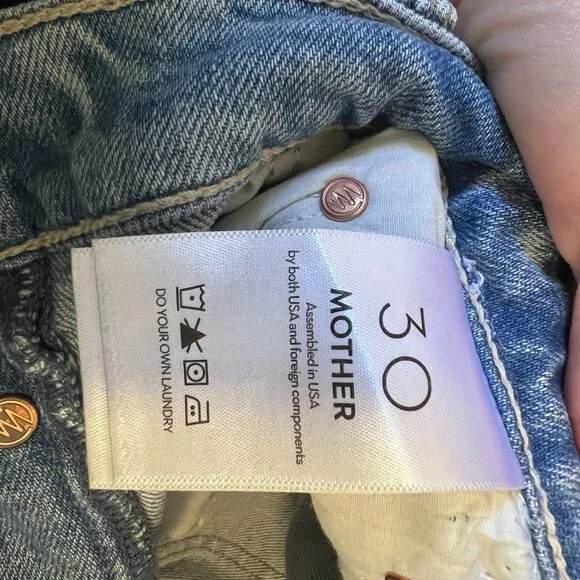 30
MOTHER
Assembled in USA
by both USA and foreign components
DO YOUR OWN LAUNDRY